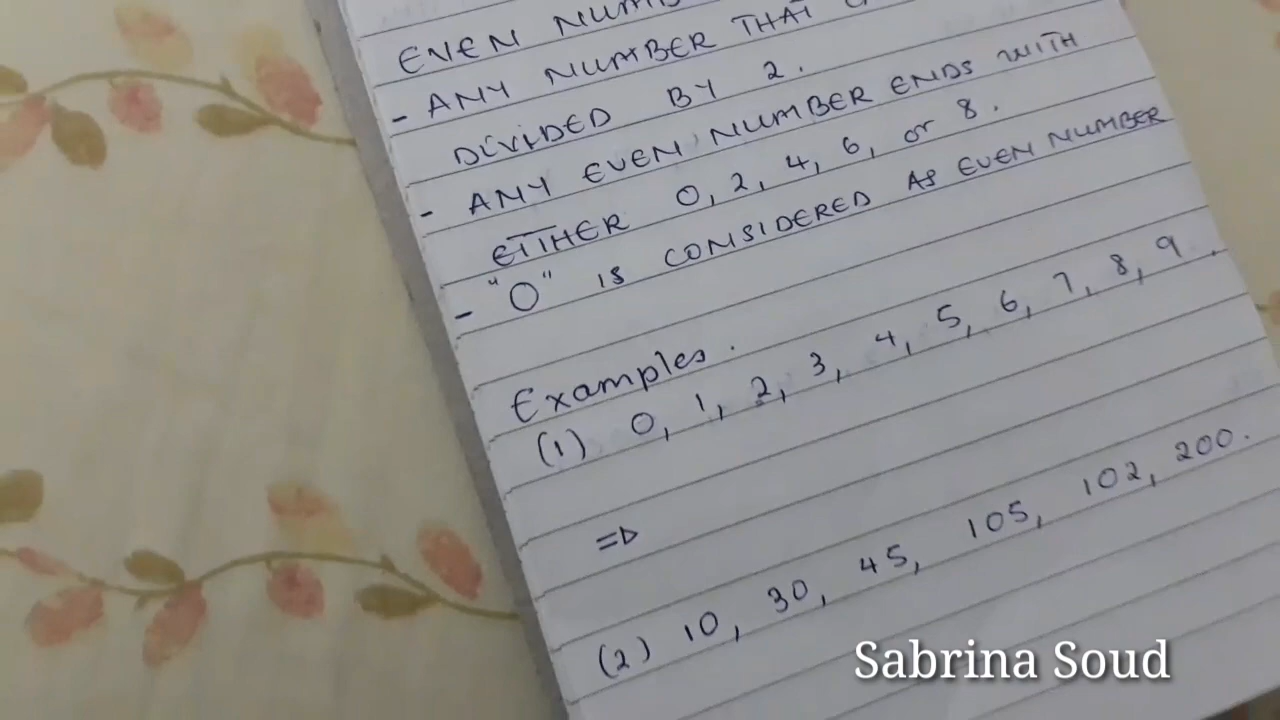 EVEN
- ANY NUMBER THAT
DIVIDED BY 2.
- ANY EVEN NUMBER ENDS WITH
EITHER 0, 2, 4, 6, or 8.
- "0" IS CONSIDERED AS EVEN NUMBER
Examples.
(1) 0, 1, 2, 3, 4, 5, 6, 7, 8, 9.
=D
(2) 10, 30, 45, 105, 102, 200.
Sabrina Soud